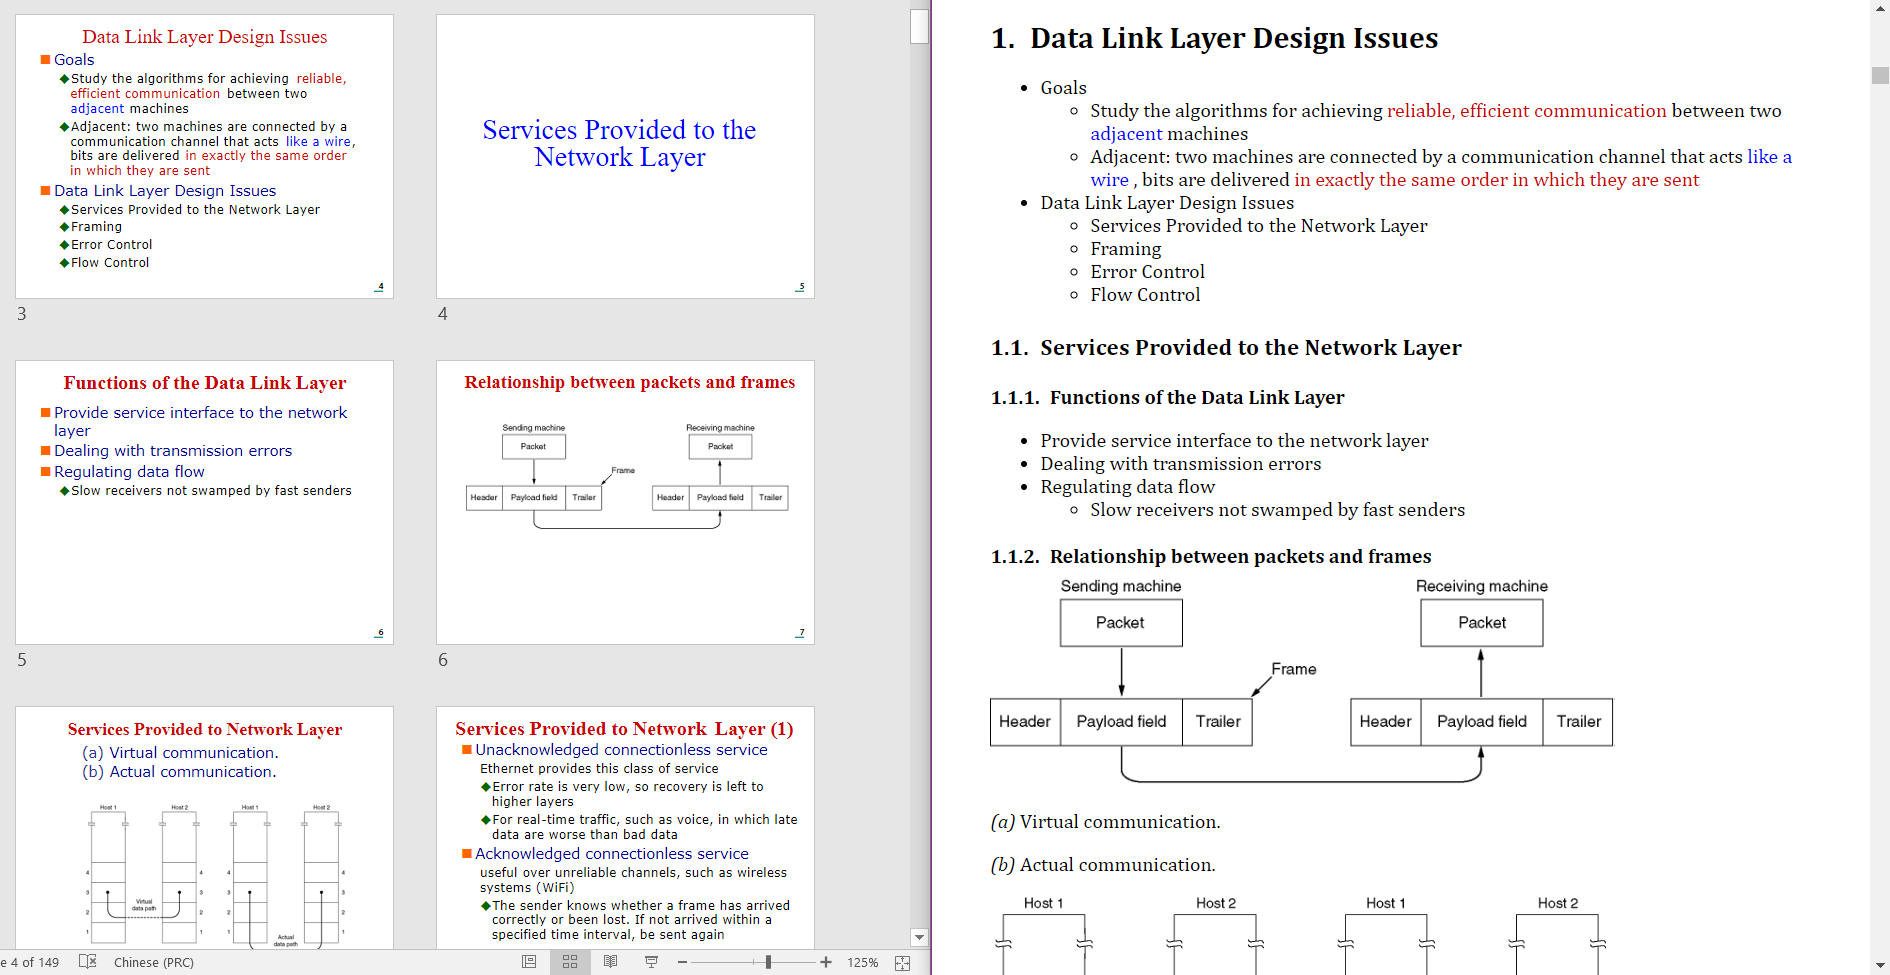 Data Link Layer Design Issues
Goals
Study the algorithms for achieving reliable,
efficient communication between two
adjacent machines
Adjacent: two machines are connected by a
communication channel that acts like a wire,
bits are delivered in exactly the same order
in which they are sent
Data Link Layer Design Issues
Services Provided to the Network Layer
Framing
Error Control
Flow Control
4
3
Services Provided to the
Network Layer
5
4
Functions of the Data Link Layer
Provide service interface to the network
layer
Dealing with transmission errors
Regulating data flow
Slow receivers not swamped by fast senders
6
5
Relationship between packets and frames
Sending machine
Receiving machine
Packet
Packet
Frame
Header
Payload field
Trailer
Header
Payload field
Trailer
7
6
Services Provided to Network Layer
(a) Virtual communication.
(b) Actual communication.
Host 1
Host 2
Host 1
Host 2
4
4
4
4
3
3
3
3
2
Virtual
data path
2
2
2
1
1
1
1
Actual
data path
Services Provided to Network Layer (1)
Unacknowledged connectionless service
Ethernet provides this class of service
Error rate is very low, so recovery is left to
higher layers
For real-time traffic, such as voice, in which late
data are worse than bad data
Acknowledged connectionless service
useful over unreliable channels, such as wireless
systems (WiFi)
The sender knows whether a frame has arrived
correctly or been lost. If not arrived within a
specified time interval, be sent again
e 4 of 149
Chinese (PRC)
125%
1. Data Link Layer Design Issues
Goals
Study the algorithms for achieving reliable, efficient communication between two
adjacent machines
Adjacent: two machines are connected by a communication channel that acts like a
wire , bits are delivered in exactly the same order in which they are sent
Data Link Layer Design Issues
Services Provided to the Network Layer
Framing
Error Control
Flow Control
1.1. Services Provided to the Network Layer
1.1.1. Functions of the Data Link Layer
Provide service interface to the network layer
Dealing with transmission errors
Regulating data flow
Slow receivers not swamped by fast senders
1.1.2. Relationship between packets and frames
Sending machine
Receiving machine
Packet
Packet
Frame
Header
Payload field
Trailer
Header
Payload field
Trailer
(a) Virtual communication.
(b) Actual communication.
Host 1
Host 2
Host 1
Host 2